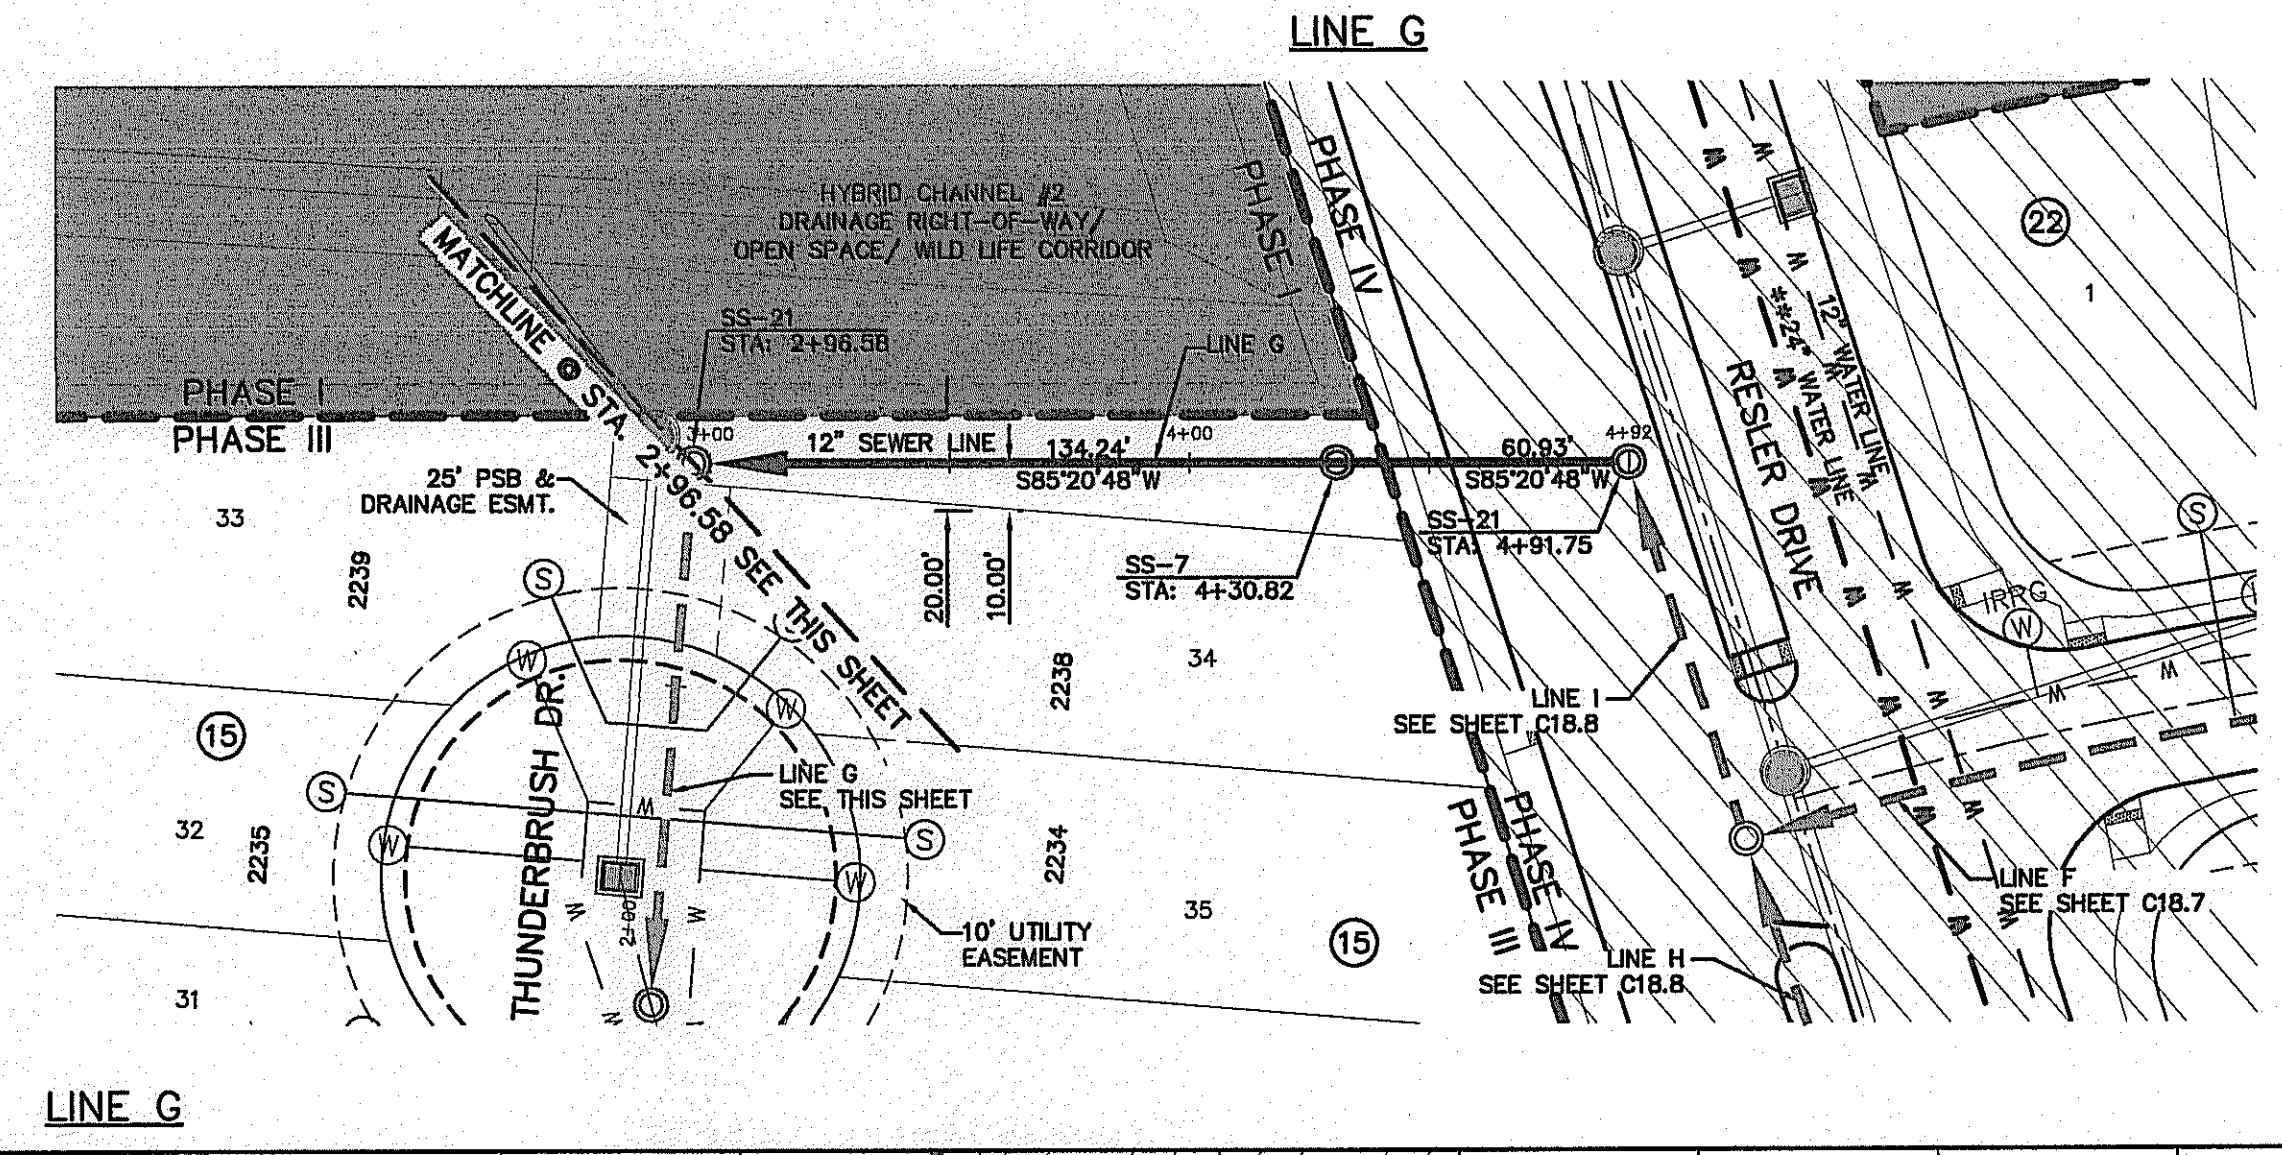 LINE G
HYBRID CHANNEL #2
DRAINAGE RIGHT-OF-WAY/
OPEN SPACE/ WILD LIFE CORRIDOR
PHASE I
PHASE IV
MATCHLINE @ STA. 2+96.58 SEE THIS SHEET
SS-21
STA: 2+96.58
LINE G
PHASE I
PHASE III
3+00
12" SEWER LINE
134.24'
S85°20'48"W
4+00
60.93'
S85°20'48"W
4+92
25' PSB &
DRAINAGE ESMT.
33
2239
20.00'
10.00'
SS-7
STA: 4+30.82
SS-21
STA: 4+91.75
RESLER DRIVE
**24" WATER LINE
12" WATER LINE
W
W
W
W
W
W
W
W
W
W
22
1
S
IRRG
W
S
W
W
2238
34
LINE I
SEE SHEET C18.8
15
THUNDERBRUSH DR.
LINE G
SEE THIS SHEET
S
32
2235
W
W
S
W
2234
35
2+00
W
W
W
10' UTILITY
EASEMENT
31
15
PHASE III
PHASE IV
LINE F
SEE SHEET C18.7
LINE H
SEE SHEET C18.8
LINE G